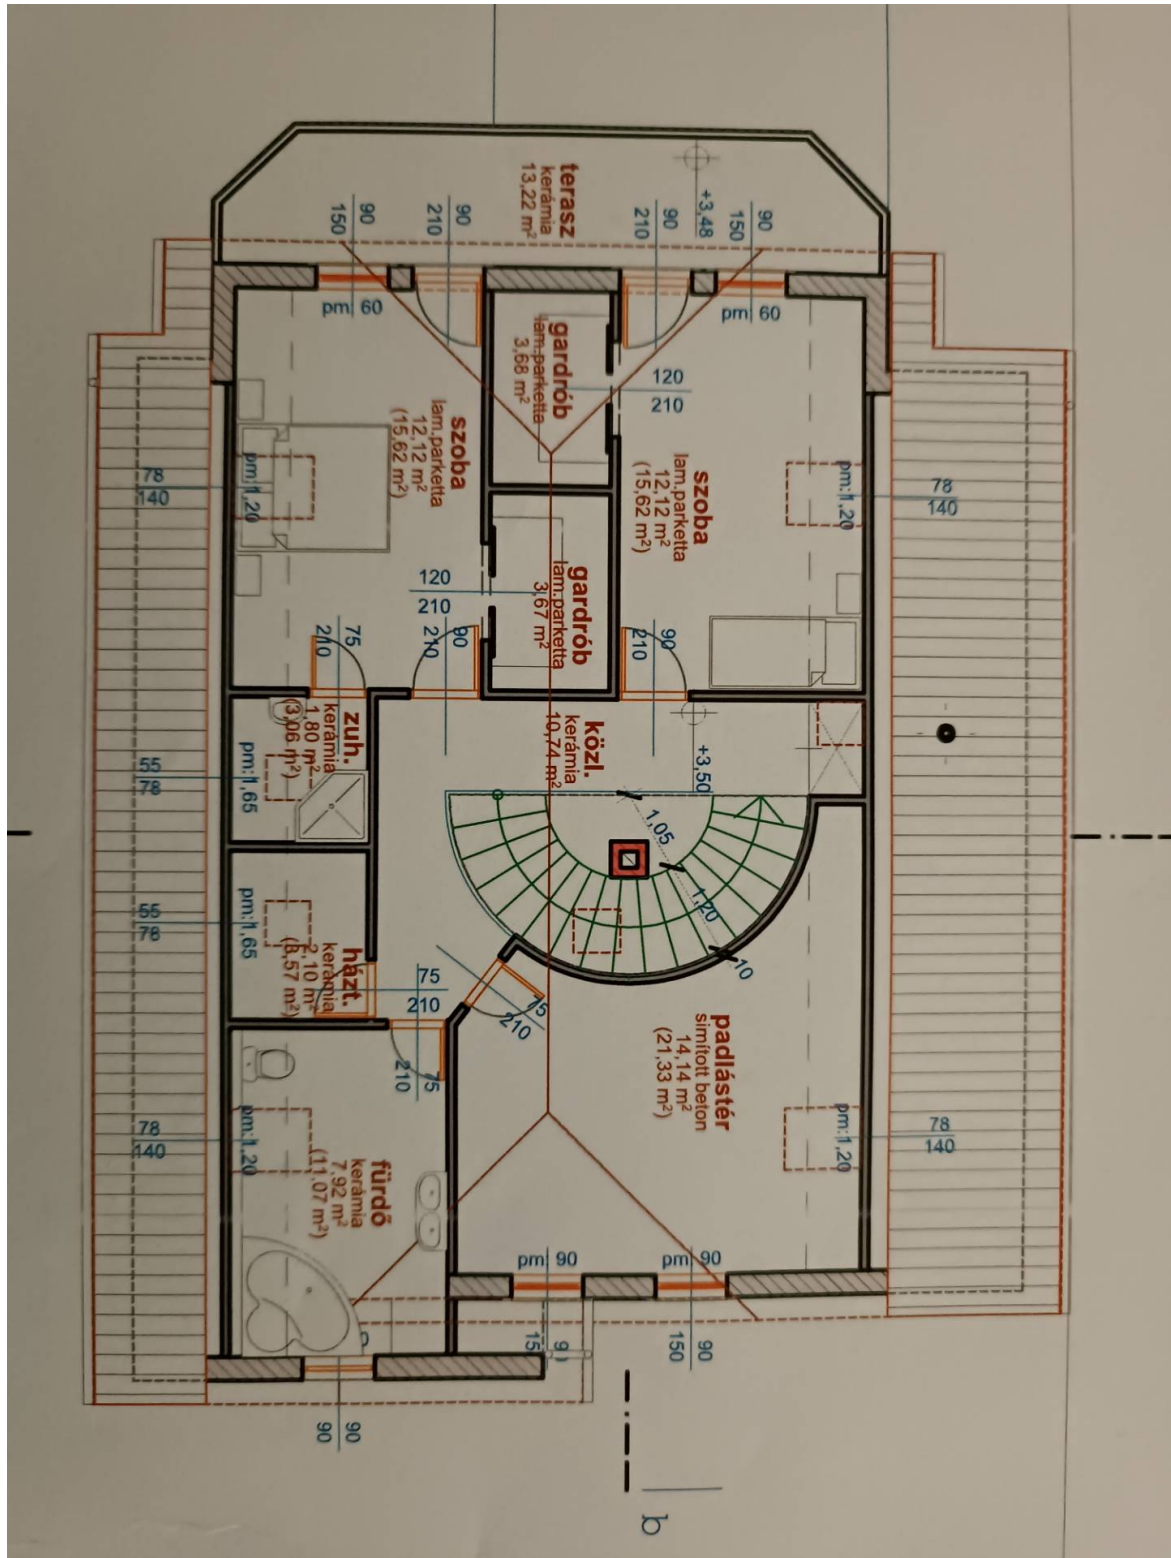 terasz
kerámia
13,22 m²
+3,48
90
150
90
210
90
210
90
150
pm 60
pm 60
gardrób
lam.parketta
3,68 m²
120
210
szoba
lam.parketta
12,12 m²
(15,62 m²)
szoba
lam.parketta
12,12 m²
(15,62 m²)
78
140
pm:1,20
pm:1,20
78
140
gardrób
lam.parketta
3,67 m²
120
210
75
210
90
210
90
210
zuh.
kerámia
1,80 m²
(3,06 m²)
közl.
kerámia
10,74 m²
+3,50
55
78
pm:1,65
1,05
1,20
10
55
78
pm:1,65
házt.
kerámia
2,10 m²
(3,57 m²)
75
210
75
210
75
210
padlástér
simított beton
14,14 m²
(21,33 m²)
78
140
pm:1,20
pm:1,20
78
140
fürdő
kerámia
7,92 m²
(11,07 m²)
pm 90
pm 90
90
150
90
90
b